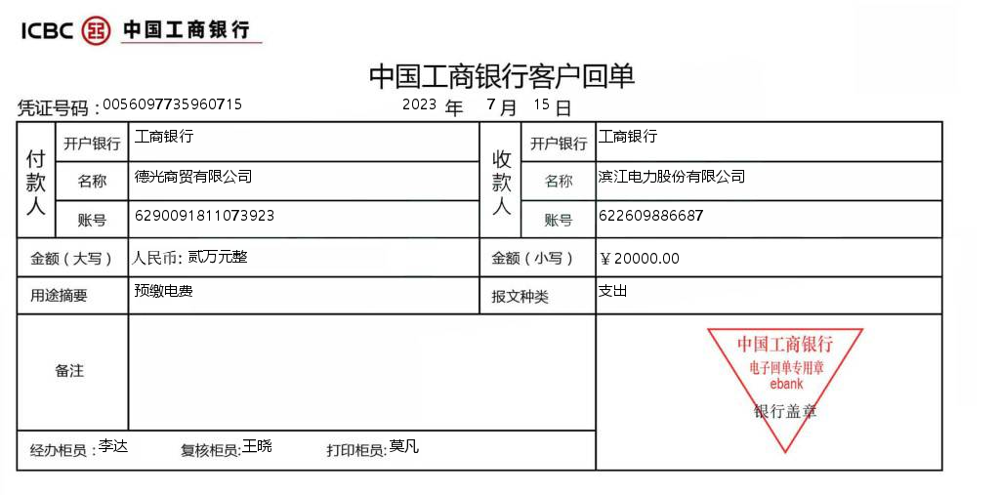 ICBC 中国工商银行
中国工商银行客户回单
凭证号码：0056097735960715 2023 年 7 月 15 日
付款人 开户银行 工商银行 收款人 开户银行 工商银行
名称 德光商贸有限公司 名称 滨江电力股份有限公司
账号 6290091811073923 账号 622609886687
金额（大写） 人民币: 贰万元整 金额（小写） ￥20000.00
用途摘要 预缴电费 报文种类 支出
备注
中国工商银行
电子回单专用章
ebank
银行盖章
经办柜员：李达 复核柜员:王晓 打印柜员:莫凡